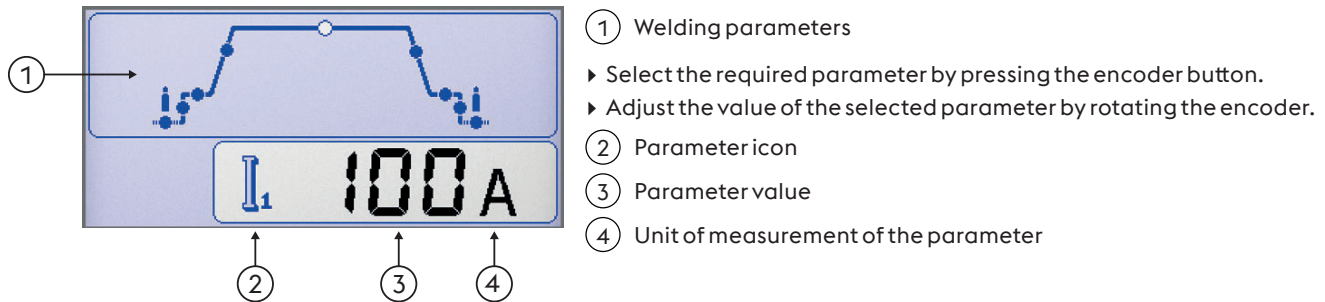 1 Welding parameters
1
▸ Select the required parameter by pressing the encoder button.
▸ Adjust the value of the selected parameter by rotating the encoder.
2 Parameter icon
I1 100 A
3 Parameter value
4 Unit of measurement of the parameter
2 3 4